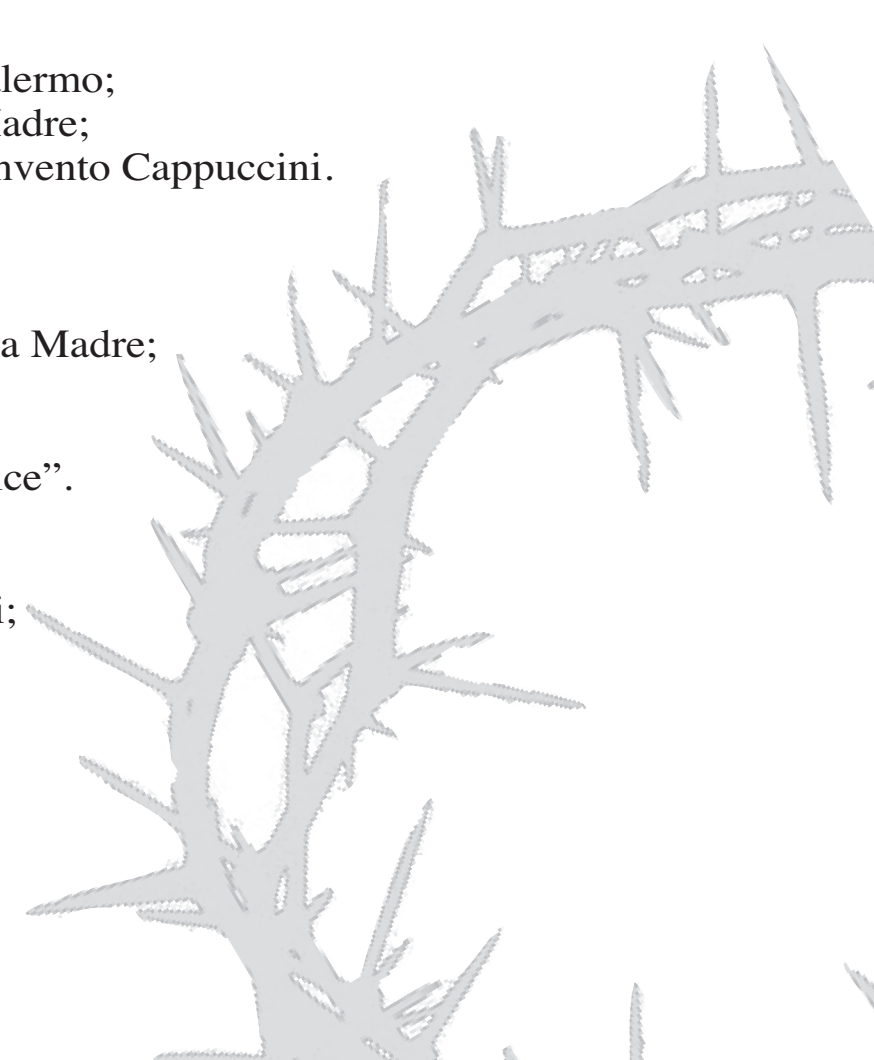 lermo;
adre;
nvento Cappuccini.
a Madre;
ce”.
i;